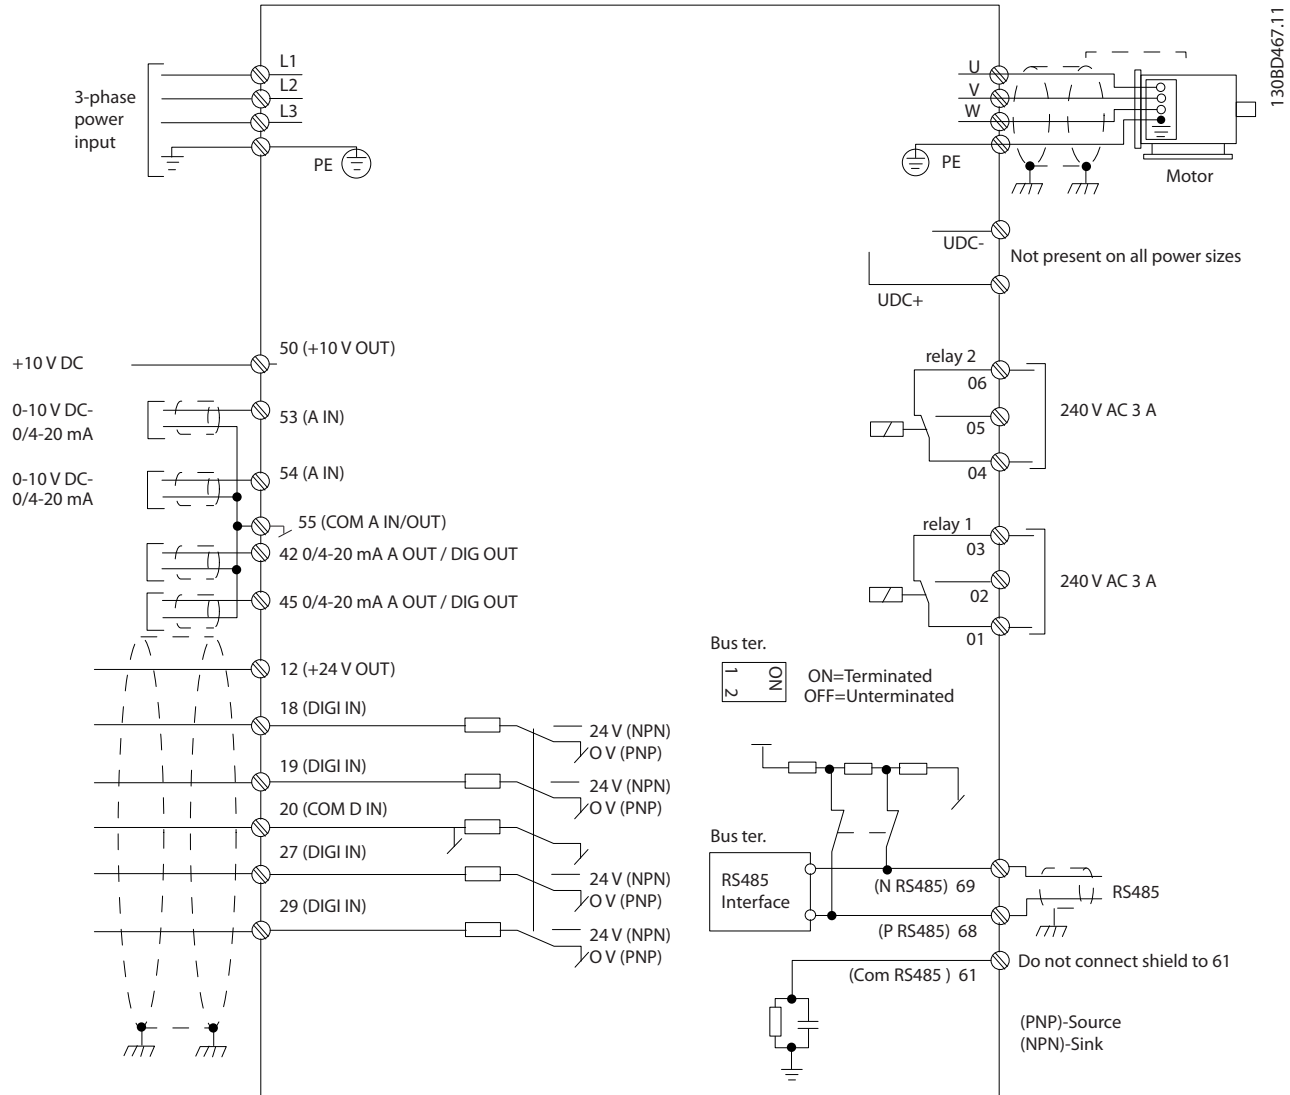 130BD467.11
L1
L2
L3
3-phase
power
input
PE
U
V
W
PE
Motor
UDC-
Not present on all power sizes
UDC+
+10 V DC
50 (+10 V OUT)
0-10 V DC-
0/4-20 mA
53 (A IN)
0-10 V DC-
0/4-20 mA
54 (A IN)
55 (COM A IN/OUT)
42 0/4-20 mA A OUT / DIG OUT
45 0/4-20 mA A OUT / DIG OUT
12 (+24 V OUT)
18 (DIGI IN)
24 V (NPN)
O V (PNP)
19 (DIGI IN)
24 V (NPN)
O V (PNP)
20 (COM D IN)
27 (DIGI IN)
24 V (NPN)
O V (PNP)
29 (DIGI IN)
24 V (NPN)
O V (PNP)
relay 2
06
05
04
240 V AC 3 A
relay 1
03
02
01
240 V AC 3 A
Bus ter.
1
2
ON
ON=Terminated
OFF=Unterminated
Bus ter.
RS485
Interface
(N RS485) 69
RS485
(P RS485) 68
(Com RS485 ) 61
Do not connect shield to 61
(PNP)-Source
(NPN)-Sink